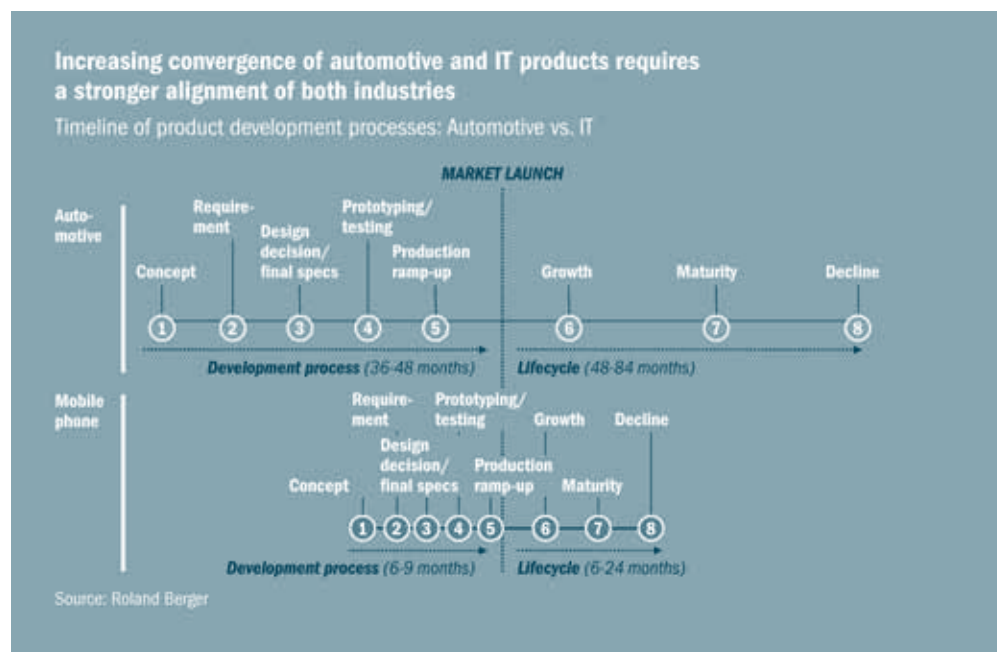 Increasing convergence of automotive and IT products requires
a stronger alignment of both industries
Timeline of product development processes: Automotive vs. IT
MARKET LAUNCH
Auto-
motive
Concept
Require-
ment
Design
decision/
final specs
Prototyping/
testing
Production
ramp-up
Growth
Maturity
Decline
1 2 3 4 5 6 7 8
Development process (36-48 months)
Lifecycle (48-84 months)
Mobile
phone
Concept
Require-
ment
Design
decision/
final specs
Prototyping/
testing
Production
ramp-up
Growth
Maturity
Decline
1 2 3 4 5 6 7 8
Development process (6-9 months)
Lifecycle (6-24 months)
Source: Roland Berger